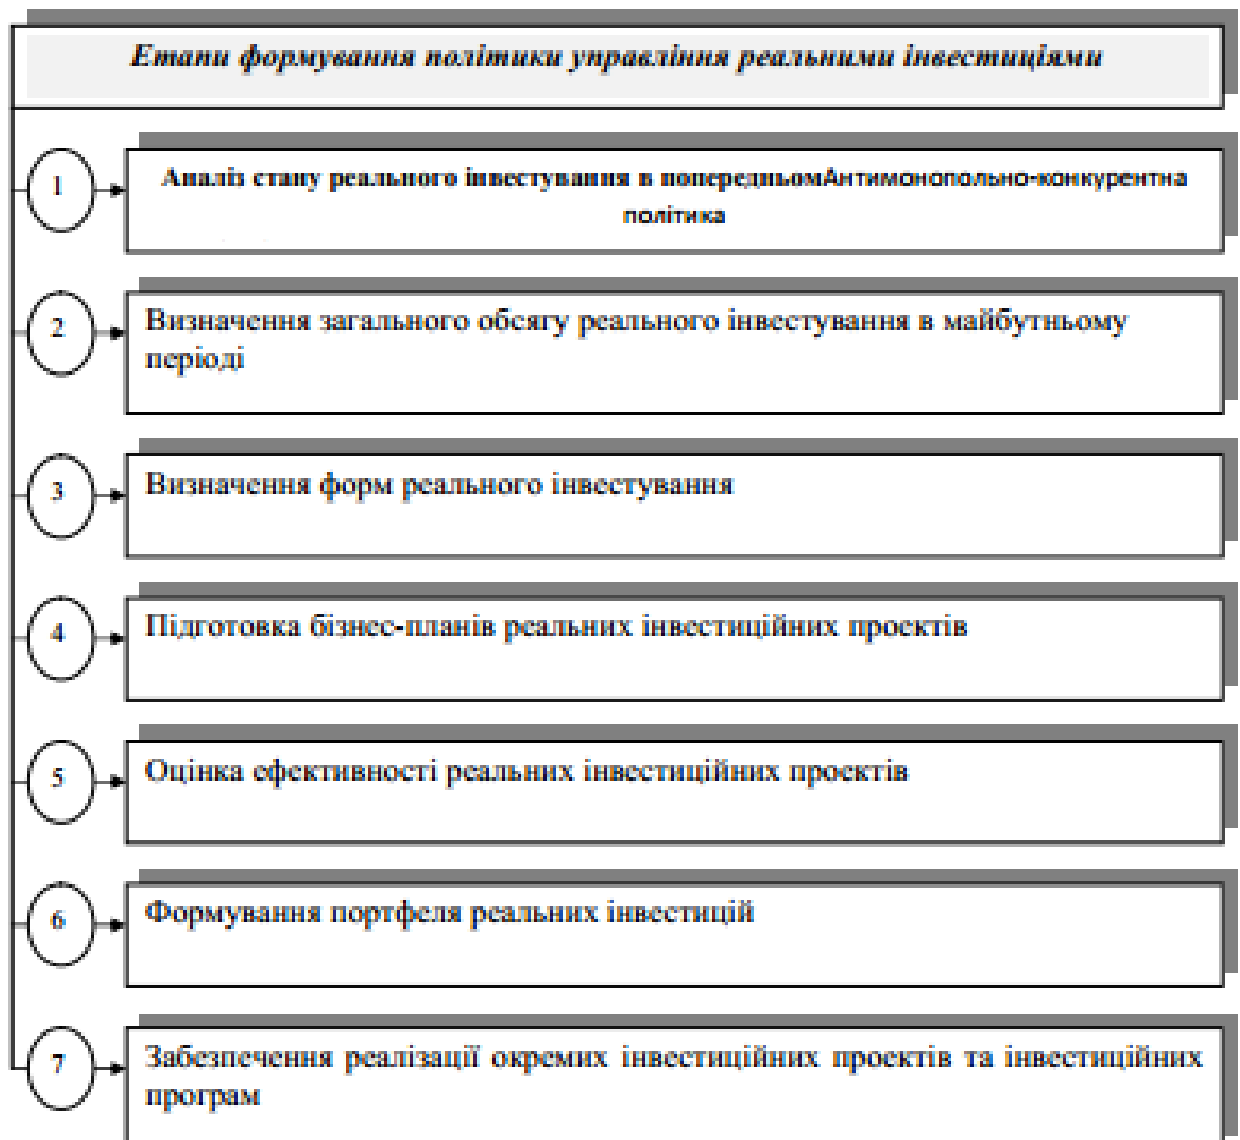 Етапи формування політики управління реальними інвестиціями
1
Аналіз стану реального інвестування в попередньомуАнтимонопольно-конкурентна
політика
2
Визначення загального обсягу реального інвестування в майбутньому
періоді
3
Визначення форм реального інвестування
4
Підготовка бізнес-планів реальних інвестиційних проектів
5
Оцінка ефективності реальних інвестиційних проектів
6
Формування портфеля реальних інвестицій
7
Забезпечення реалізації окремих інвестиційних проектів та інвестиційних
програм